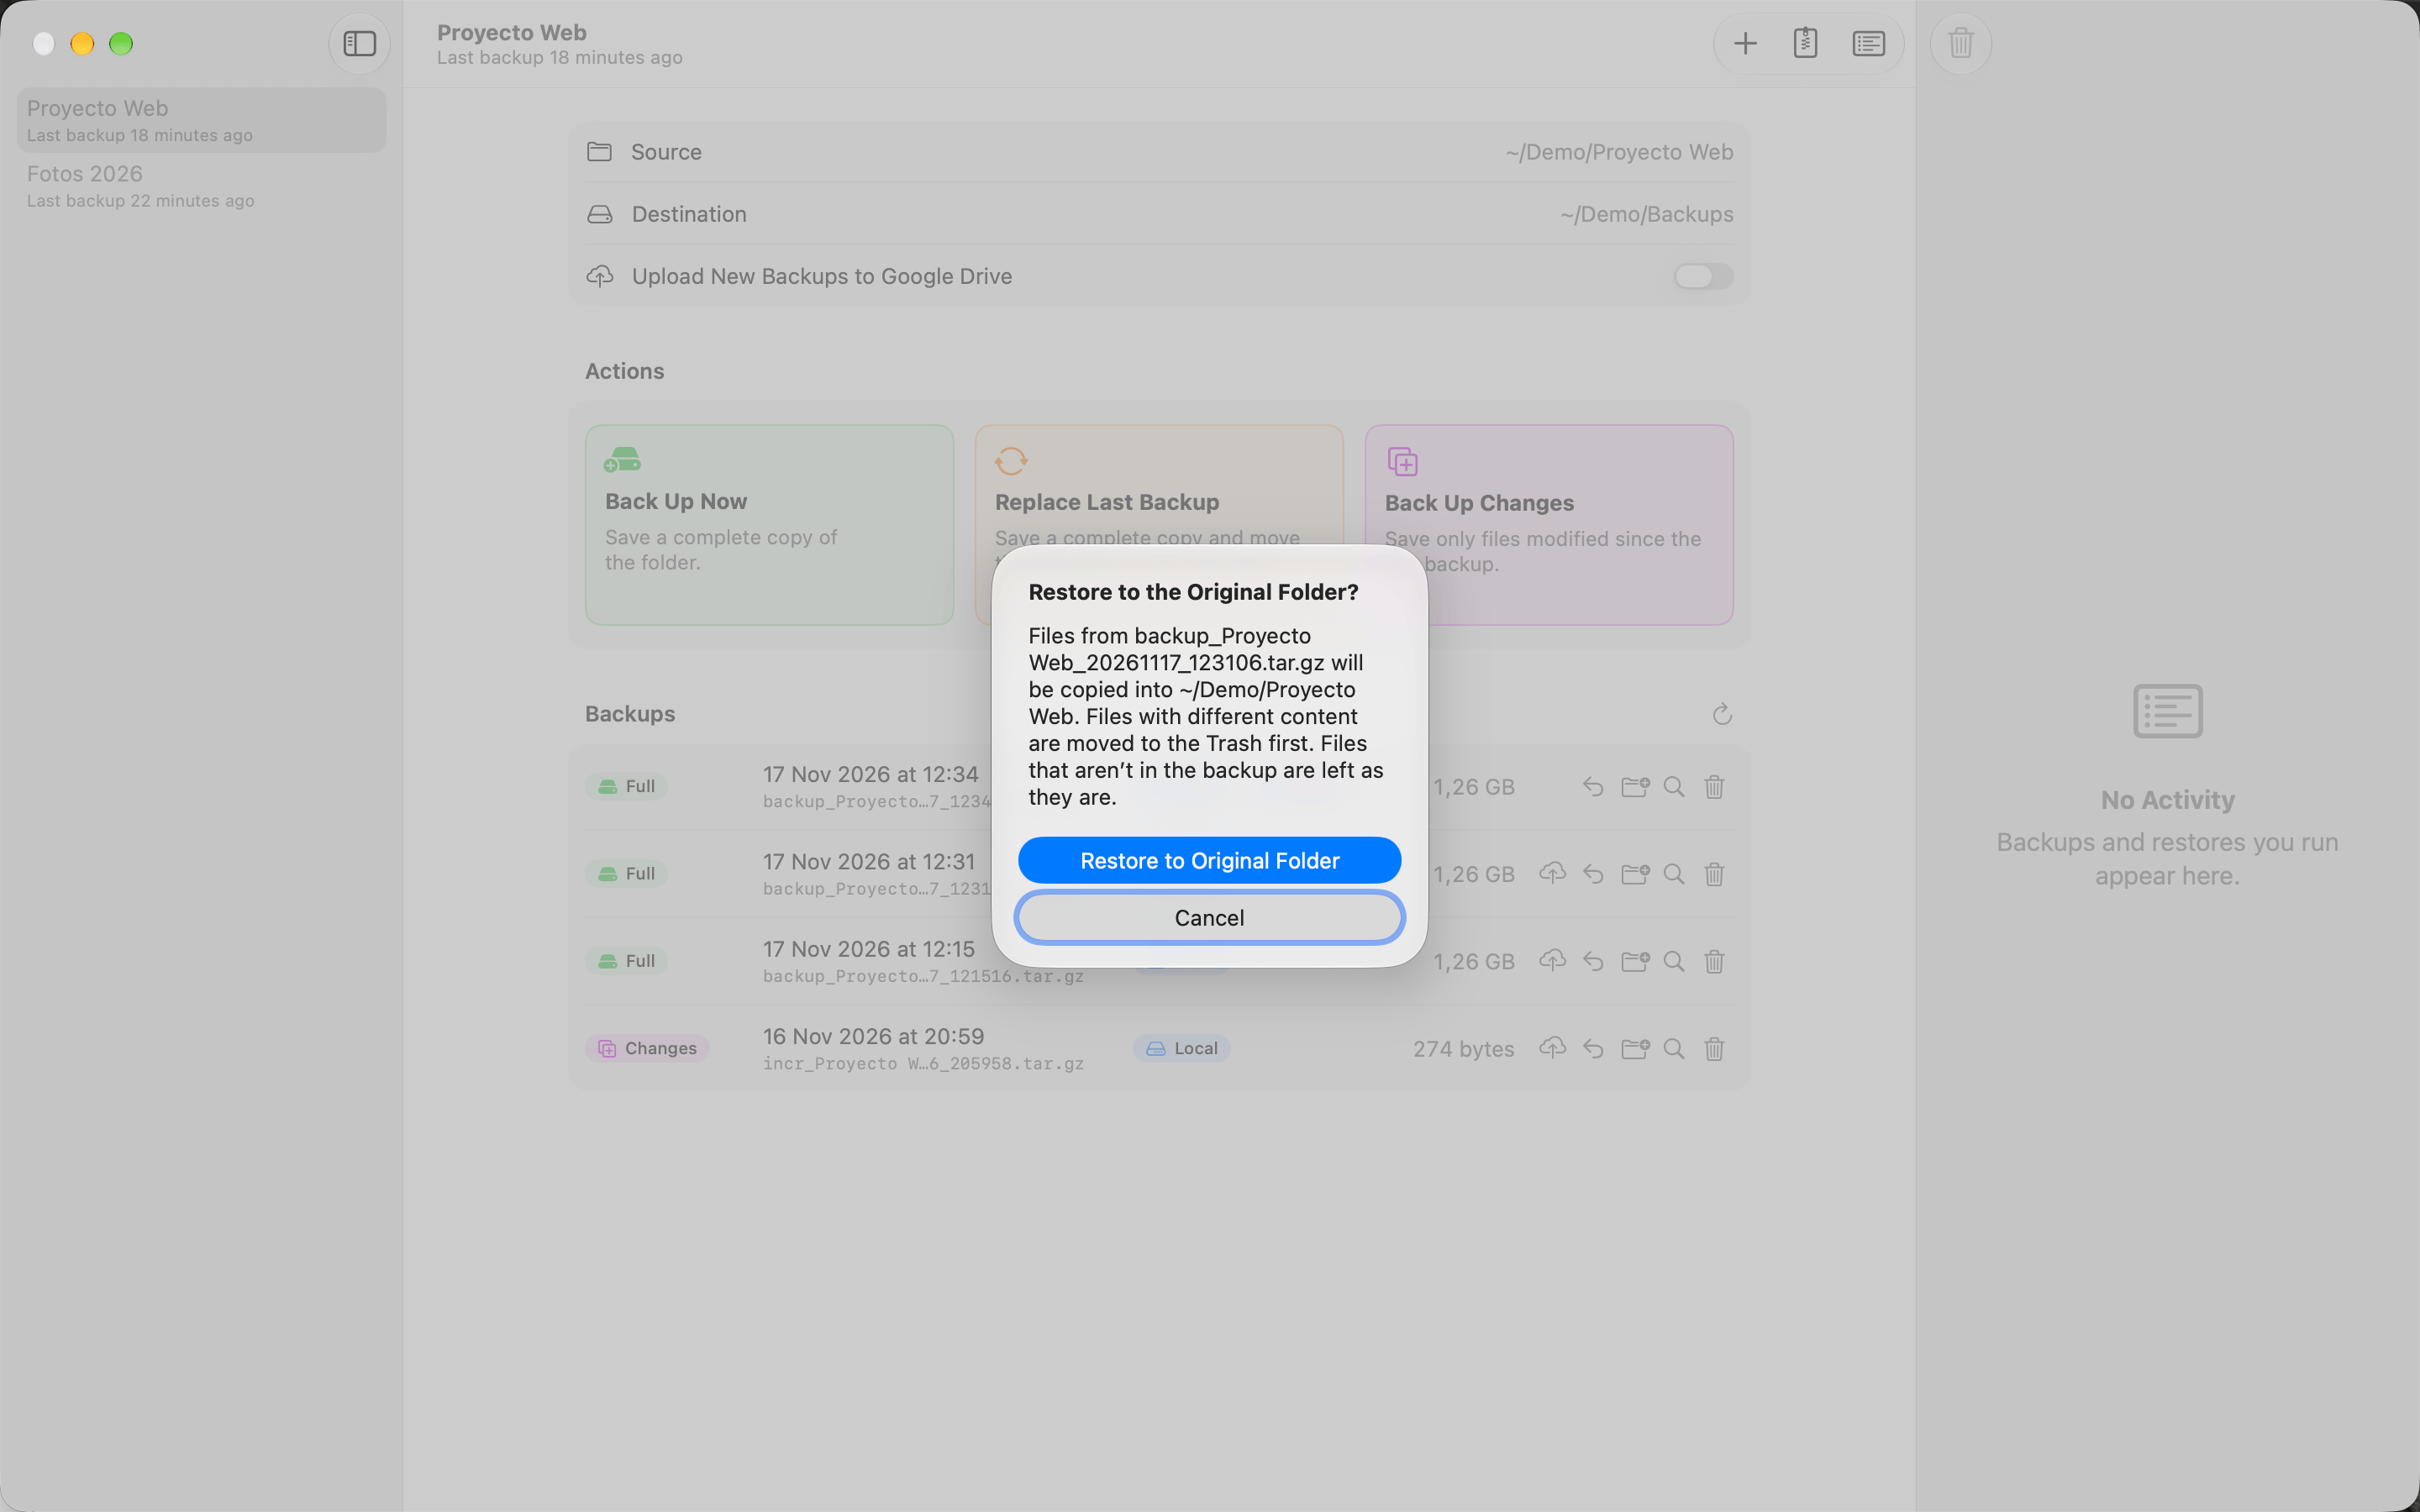 Proyecto Web
Last backup 18 minutes ago
Fotos 2026
Last backup 22 minutes ago
Proyecto Web
Last backup 18 minutes ago
Source
~/Demo/Proyecto Web
Destination
~/Demo/Backups
Upload New Backups to Google Drive
Actions
Back Up Now
Save a complete copy of
the folder.
Replace Last Backup
Save a complete copy and move
Back Up Changes
Save only files modified since the
backup.
Restore to the Original Folder?
Files from backup_Proyecto
Web_20261117_123106.tar.gz will
be copied into ~/Demo/Proyecto
Web. Files with different content
are moved to the Trash first. Files
that aren’t in the backup are left as
they are.
Restore to Original Folder
Cancel
Backups
Full
17 Nov 2026 at 12:34
backup_Proyecto…7_1234
1,26 GB
Full
17 Nov 2026 at 12:31
backup_Proyecto…7_1231
1,26 GB
Full
17 Nov 2026 at 12:15
backup_Proyecto…7_121516.tar.gz
1,26 GB
Changes
16 Nov 2026 at 20:59
incr_Proyecto W…6_205958.tar.gz
Local
274 bytes
No Activity
Backups and restores you run
appear here.